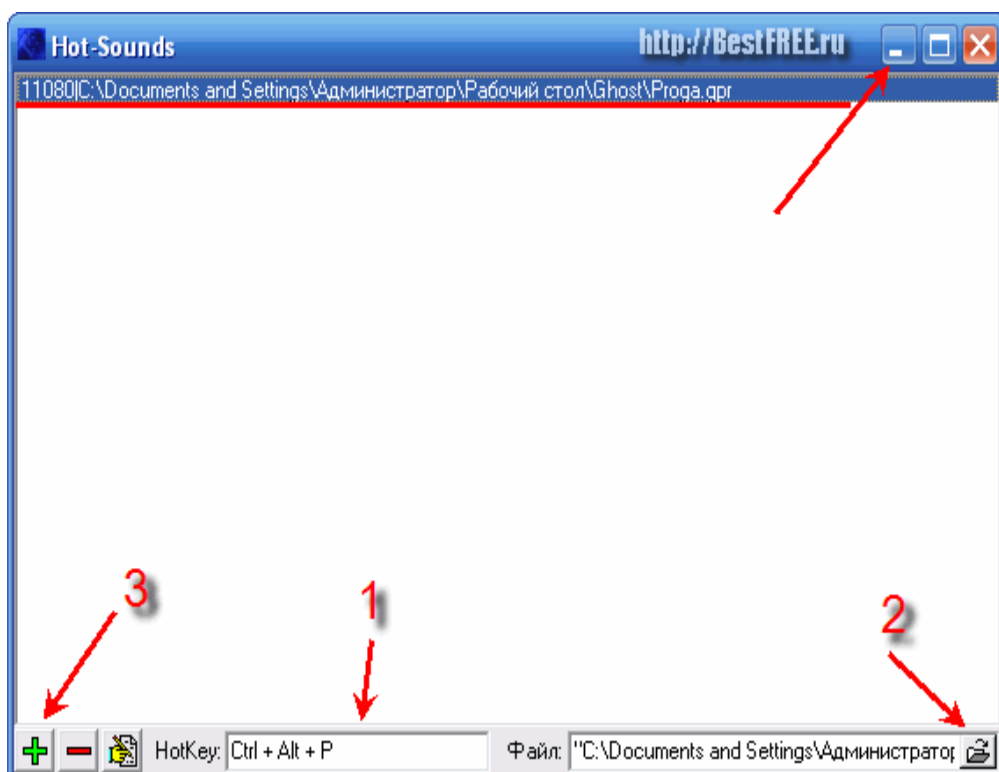 Hot-Sounds
http://BestFREE.ru
11080|C:\Documents and Settings\Администратор\Рабочий стол\Ghost\Proga.gpr
3
1
2
HotKey: Ctrl + Alt + P
Файл: "C:\Documents and Settings\Администратор